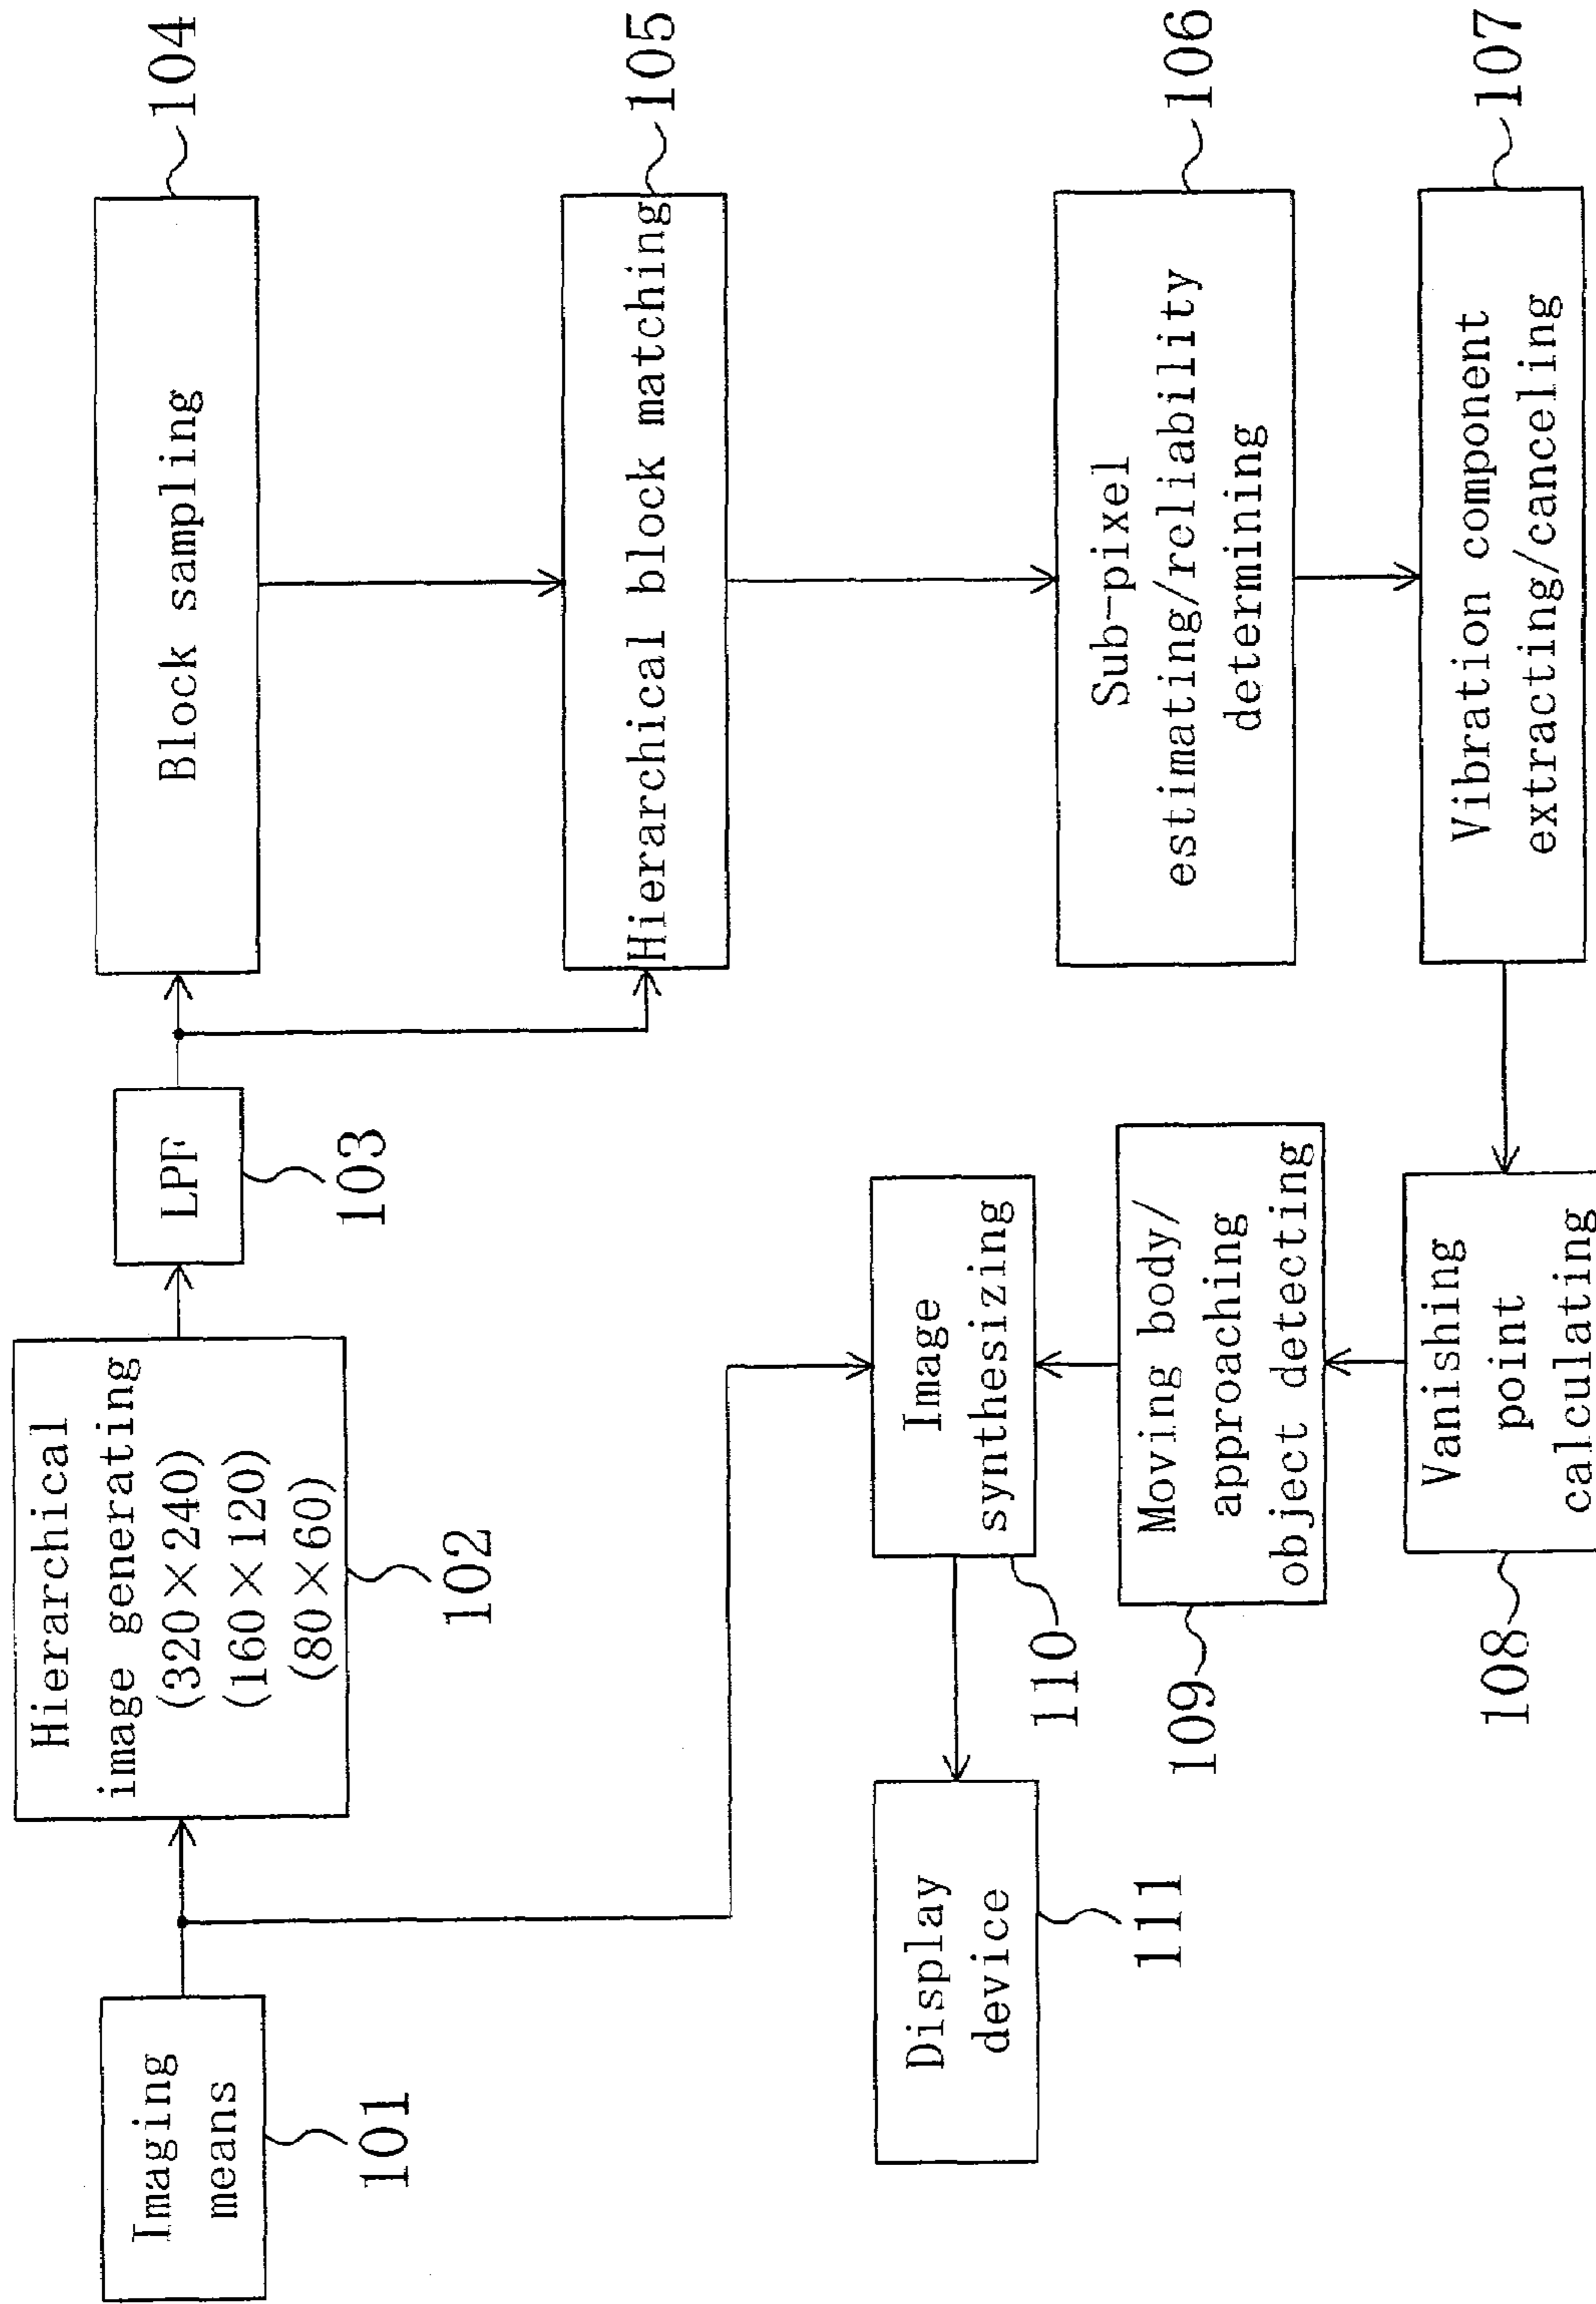 Imaging
means
101
Hierarchical
image generating
(320×240)
(160×120)
(80×60)
102
LPF
103
Block sampling
104
Hierarchical block matching
105
Sub-pixel
estimating/reliability
determining
106
Vibration component
extracting/canceling
107
Vanishing
point
calculating
108
Moving body/
approaching
object detecting
109
Image
synthesizing
110
Display
device
111